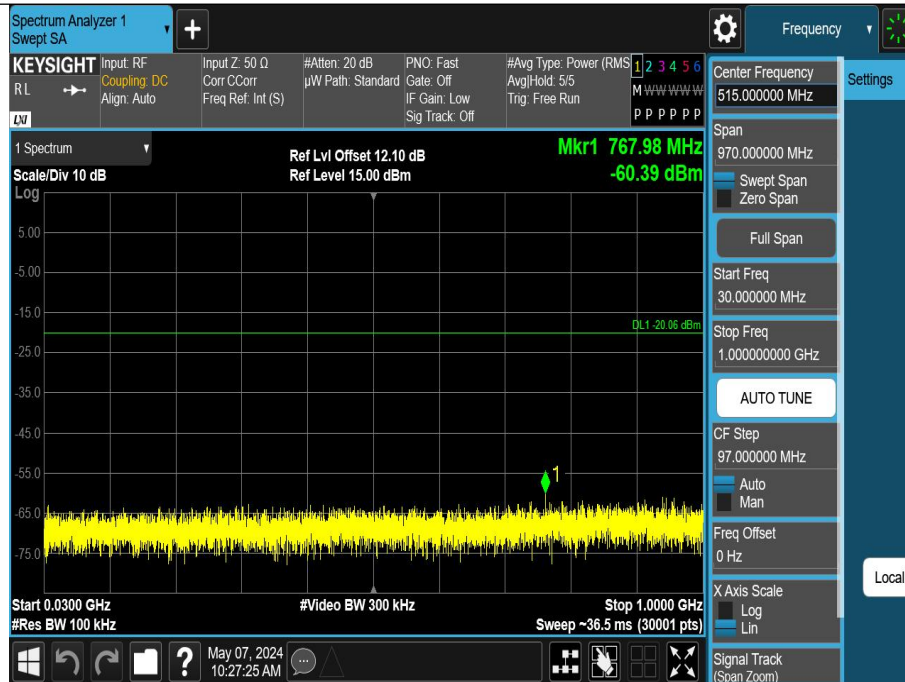 Spectrum Analyzer 1
Swept SA
+
Frequency
KEYSIGHT
RL
LXI
Input: RF
Coupling: DC
Align: Auto
Input Z: 50 Ω
Corr CCorr
Freq Ref: Int (S)
#Atten: 20 dB
µW Path: Standard
PNO: Fast
Gate: Off
IF Gain: Low
Sig Track: Off
#Avg Type: Power (RMS
Avg|Hold: 5/5
Trig: Free Run
1 2 3 4 5 6
M W W W W W
P P P P P P
1 Spectrum
Scale/Div 10 dB
Log
Ref Lvl Offset 12.10 dB
Ref Level 15.00 dBm
Mkr1 767.98 MHz
-60.39 dBm
5.00
-5.00
-15.0
DL1 -20.06 dBm
-25.0
-35.0
-45.0
-55.0
1
-65.0
-75.0
Start 0.0300 GHz
#Res BW 100 kHz
#Video BW 300 kHz
Stop 1.0000 GHz
Sweep ~36.5 ms (30001 pts)
May 07, 2024
10:27:25 AM
?
Center Frequency
515.000000 MHz
Span
970.000000 MHz
Swept Span
Zero Span
Full Span
Start Freq
30.000000 MHz
Stop Freq
1.000000000 GHz
AUTO TUNE
CF Step
97.000000 MHz
Auto
Man
Freq Offset
0 Hz
X Axis Scale
Log
Lin
Signal Track
(Span Zoom)
Settings
Local